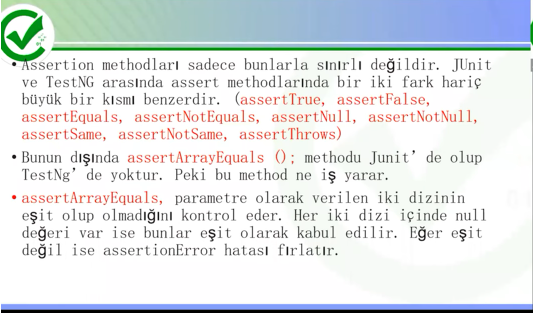 • Assertion methodları sadece bunlarla sınırlı değildir. JUnit
ve TestNG arasında assert methodlarında bir iki fark hariç
büyük bir kısmı benzerdir. (assertTrue, assertFalse,
assertEquals, assertNotEquals, assertNull, assertNotNull,
assertSame, assertNotSame, assertThrows)
• Bunun dışında assertArrayEquals (); methodu Junit’de olup
TestNg’de yoktur. Peki bu method ne iş yarar.
• assertArrayEquals, parametre olarak verilen iki dizinin
eşit olup olmadığını kontrol eder. Her iki dizi içinde null
değeri var ise bunlar eşit olarak kabul edilir. Eğer eşit
değil ise assertionError hatası fırlatır.